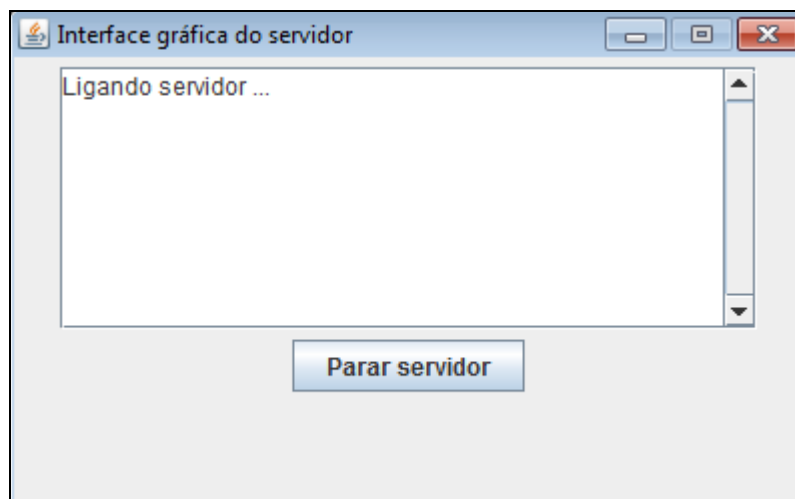 Interface gráfica do servidor
Ligando servidor ...
Parar servidor